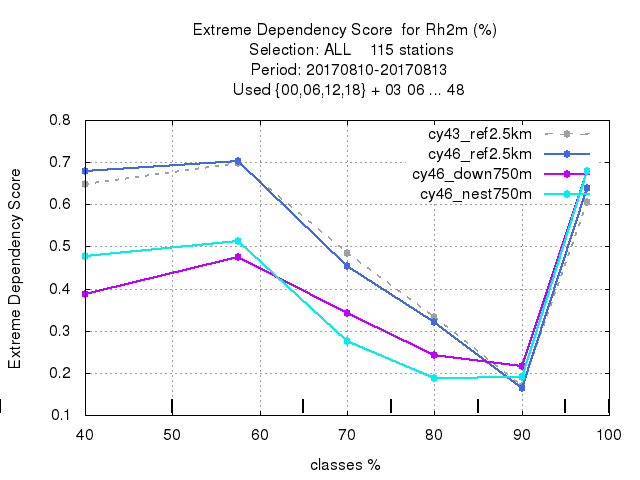 Extreme Dependency Score  for Rh2m (%)
Selection: ALL    115 stations
Period: 20170810-20170813
Used {00,06,12,18} + 03 06 ... 48
Extreme Dependency Score
0.8
0.7
0.6
0.5
0.4
0.3
0.2
0.1
cy43_ref2.5km
cy46_ref2.5km
cy46_down750m
cy46_nest750m
40 50 60 70 80 90 100
classes %